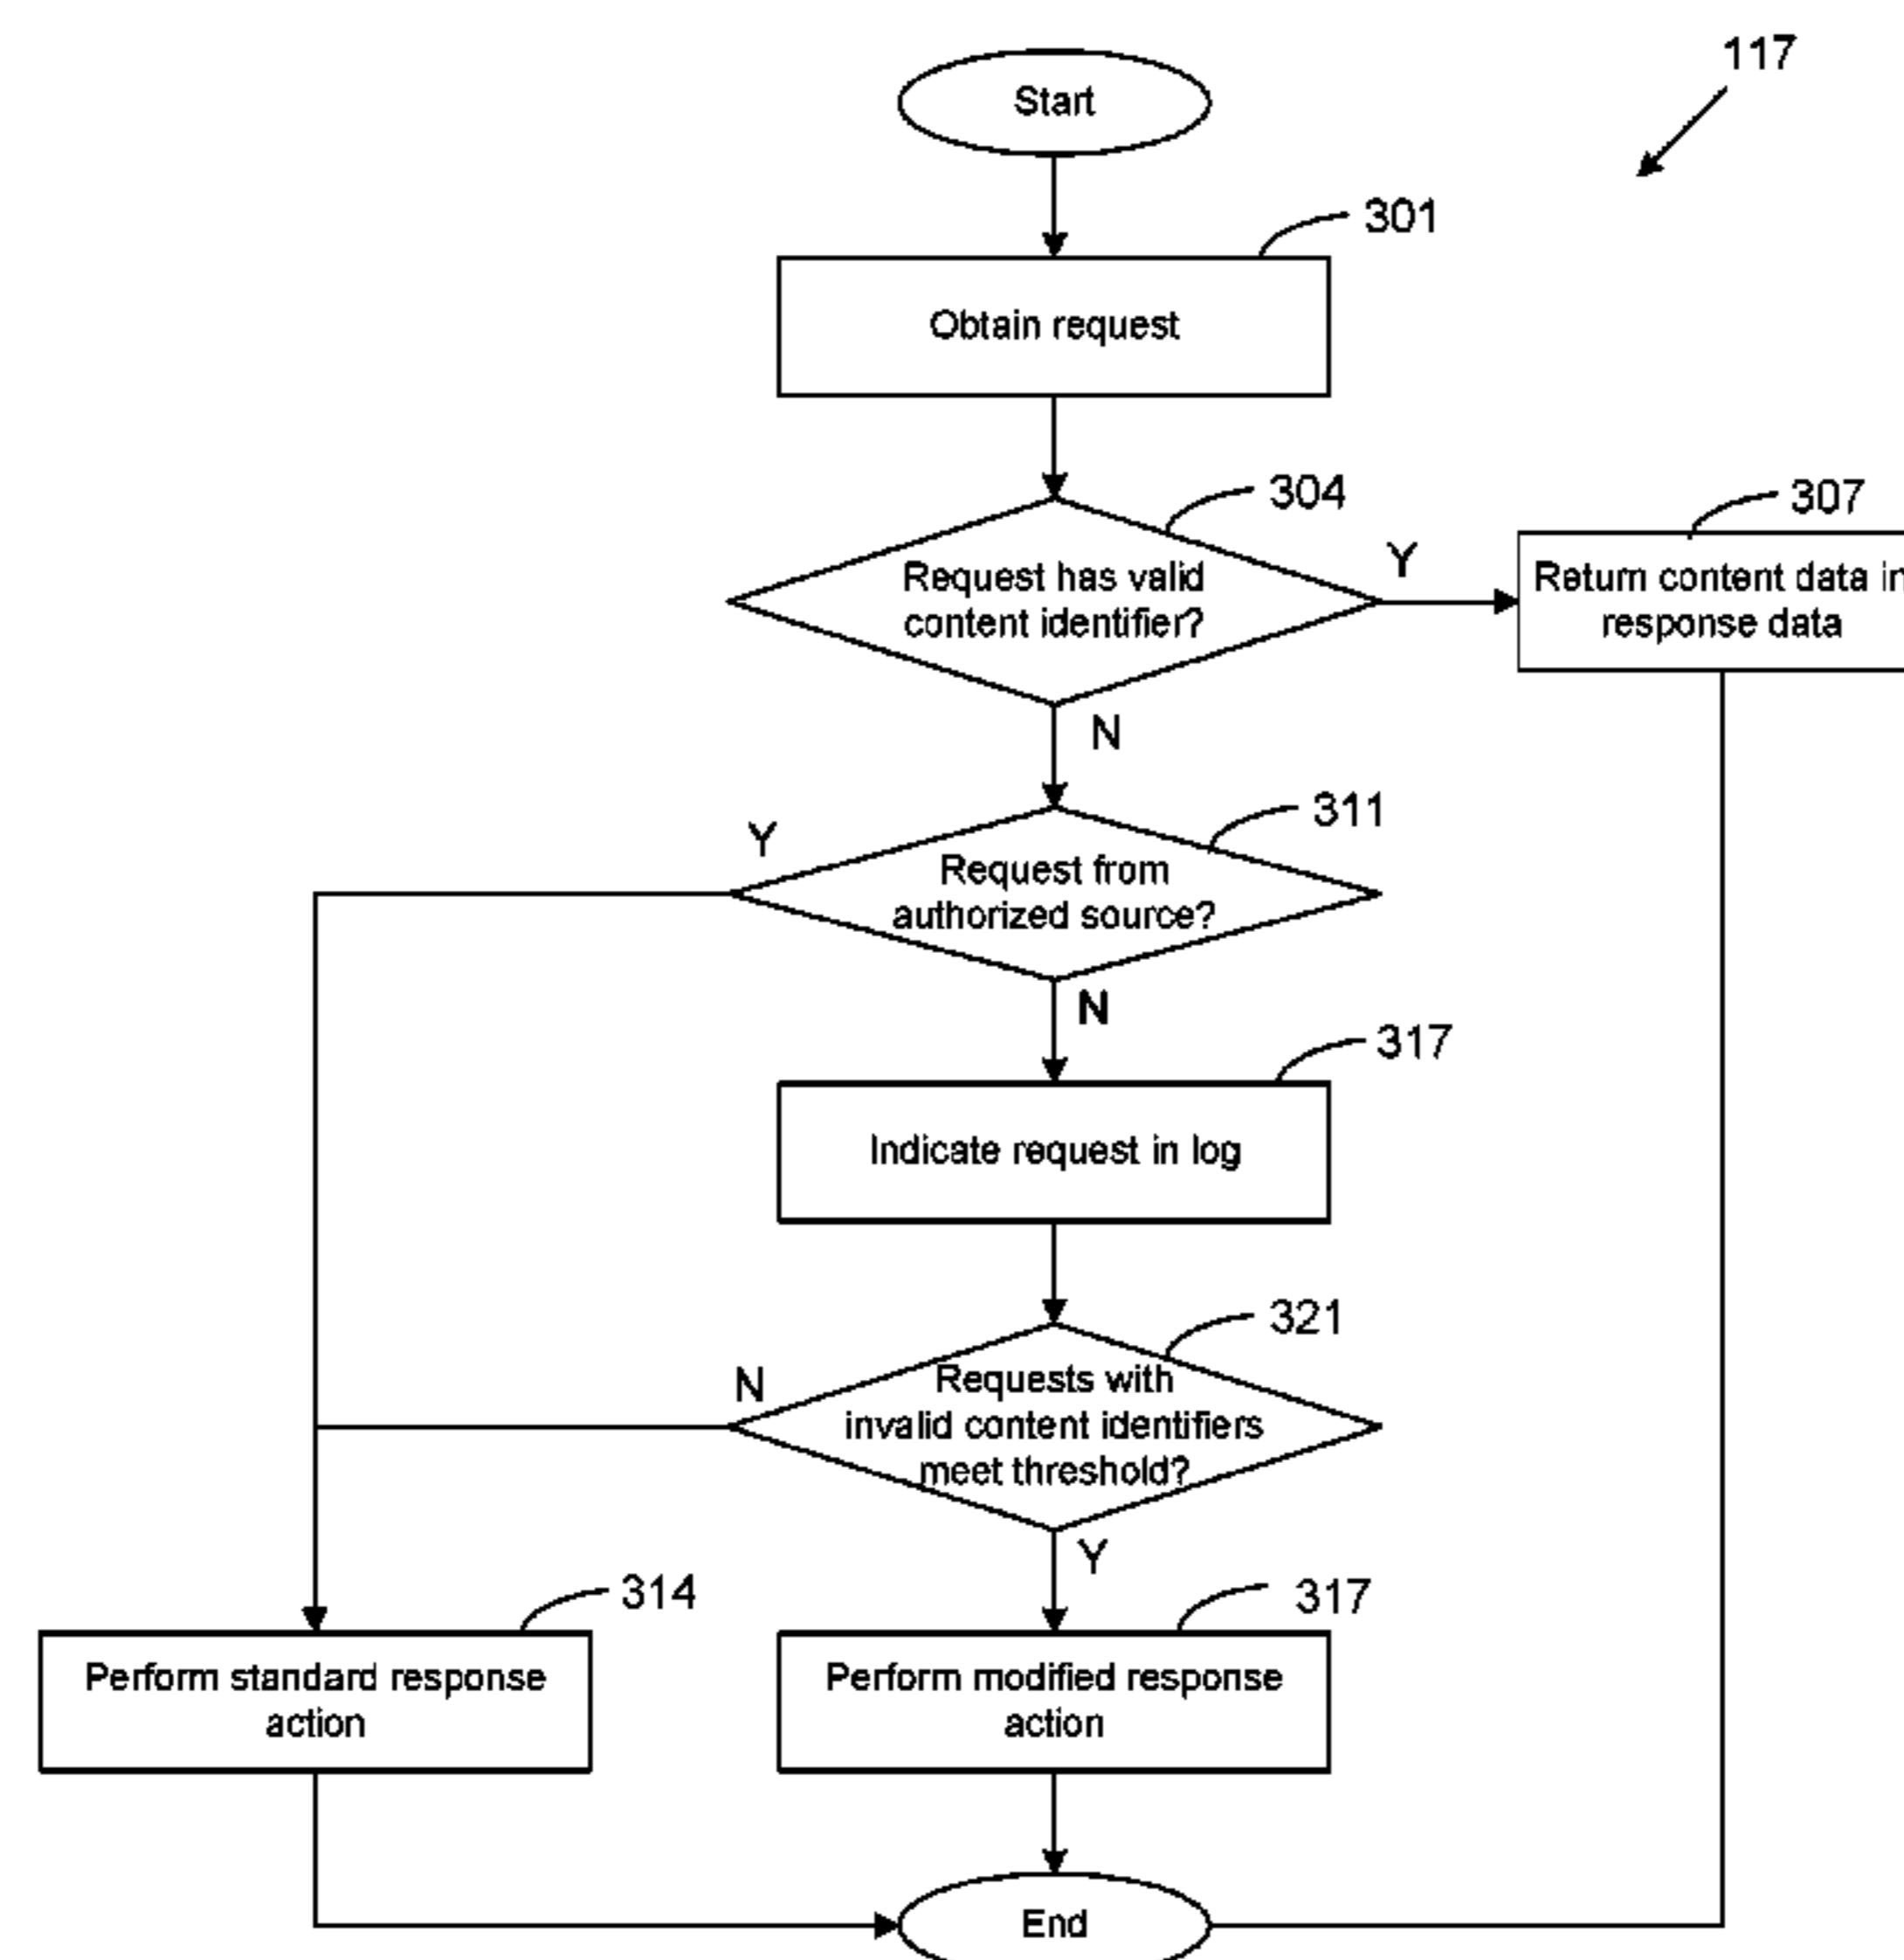 117
Start
301
Obtain request
304
Request has valid
content identifier?
Y
307
Return content data in
response data
N
311
Y
Request from
authorized source?
N
317
Indicate request in log
321
N
Requests with
invalid content identifiers
meet threshold?
Y
314
Perform standard response
action
317
Perform modified response
action
End